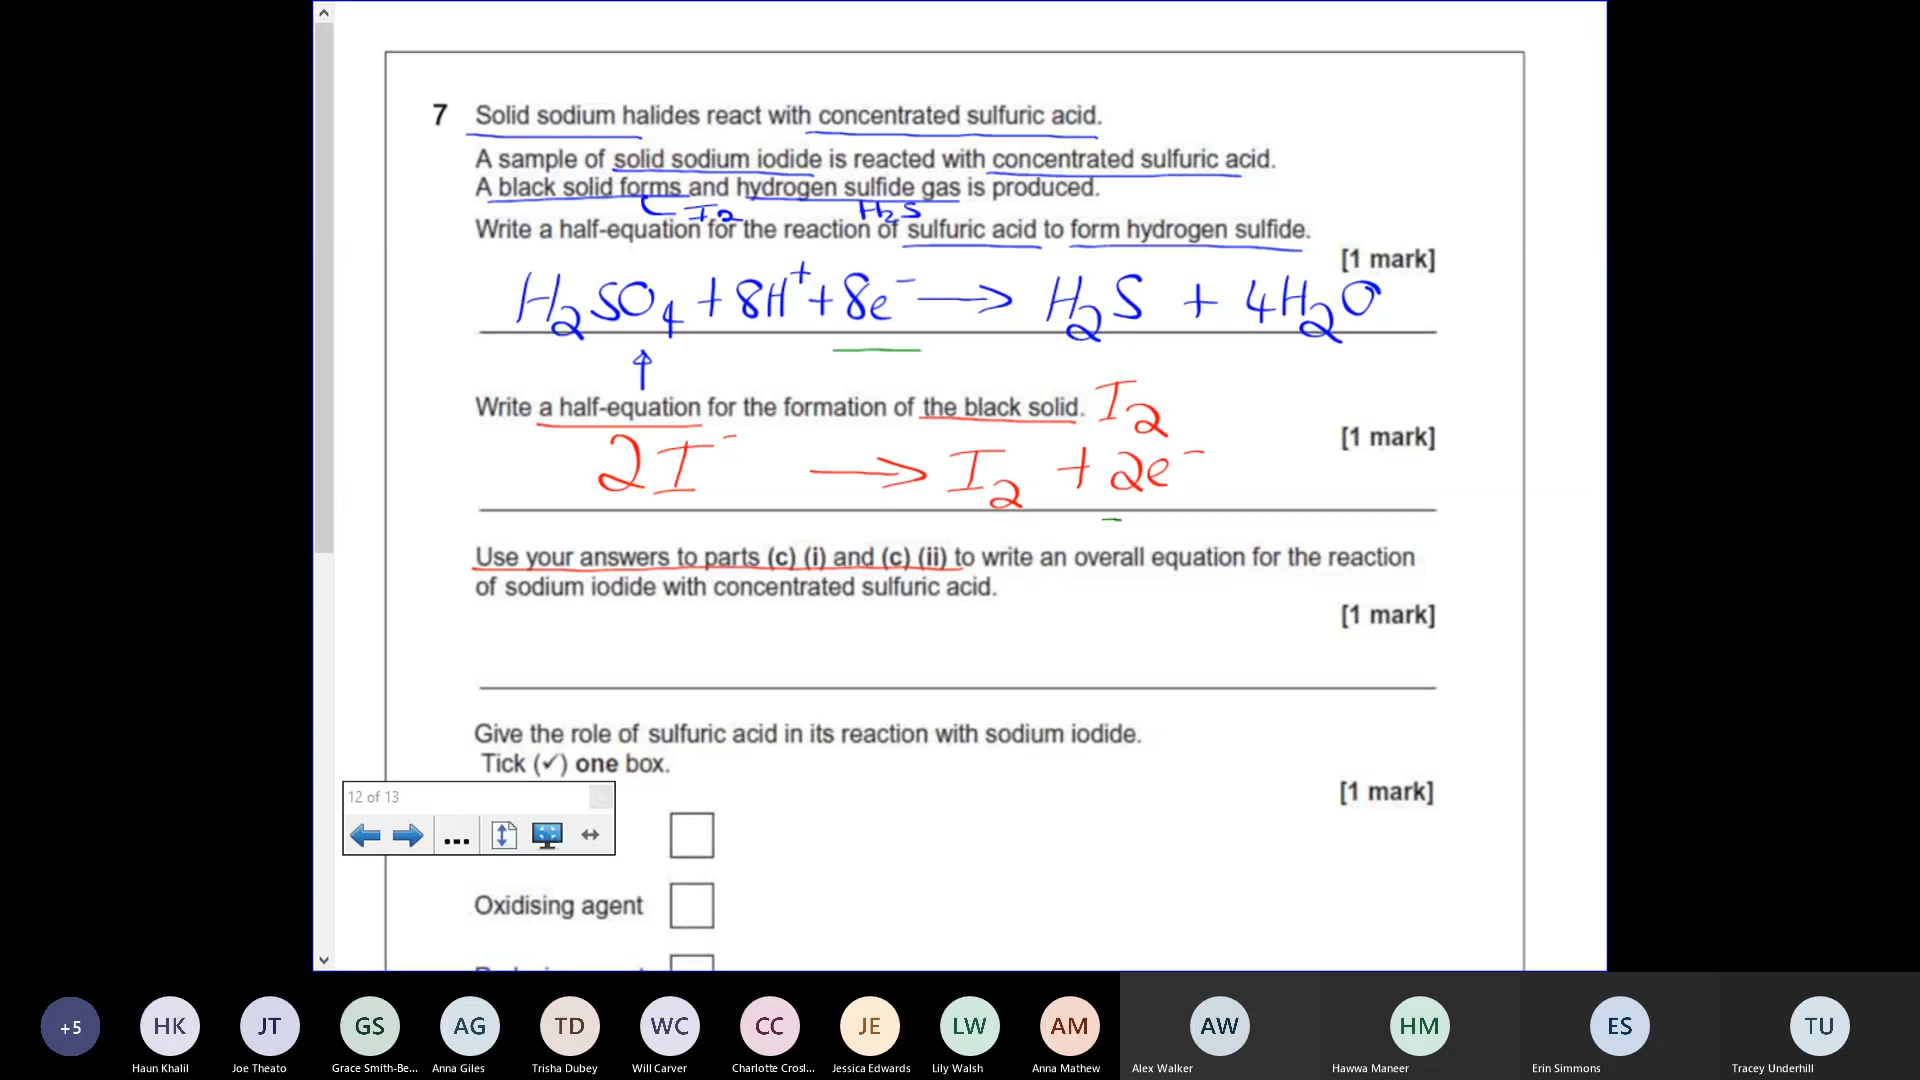 7 Solid sodium halides react with concentrated sulfuric acid.
A sample of solid sodium iodide is reacted with concentrated sulfuric acid.
A black solid forms and hydrogen sulfide gas is produced.
I2 H2S
Write a half-equation for the reaction of sulfuric acid to form hydrogen sulfide.
[1 mark]
H2SO4 + 8H+ + 8e- → H2S + 4H2O
↑
Write a half-equation for the formation of the black solid. I2
[1 mark]
2I- → I2 + 2e-
Use your answers to parts (c) (i) and (c) (ii) to write an overall equation for the reaction
of sodium iodide with concentrated sulfuric acid.
[1 mark]
Give the role of sulfuric acid in its reaction with sodium iodide.
Tick (✓) one box.
[1 mark]
12 of 13
...
Oxidising agent
+5 HK JT GS AG TD WC CC JE LW AM AW HM ES TU
Haun Khalil Joe Theato Grace Smith-Be... Anna Giles Trisha Dubey Will Carver Charlotte Crosl... Jessica Edwards Lily Walsh Anna Mathew Alex Walker Hawwa Maneer Erin Simmons Tracey Underhill